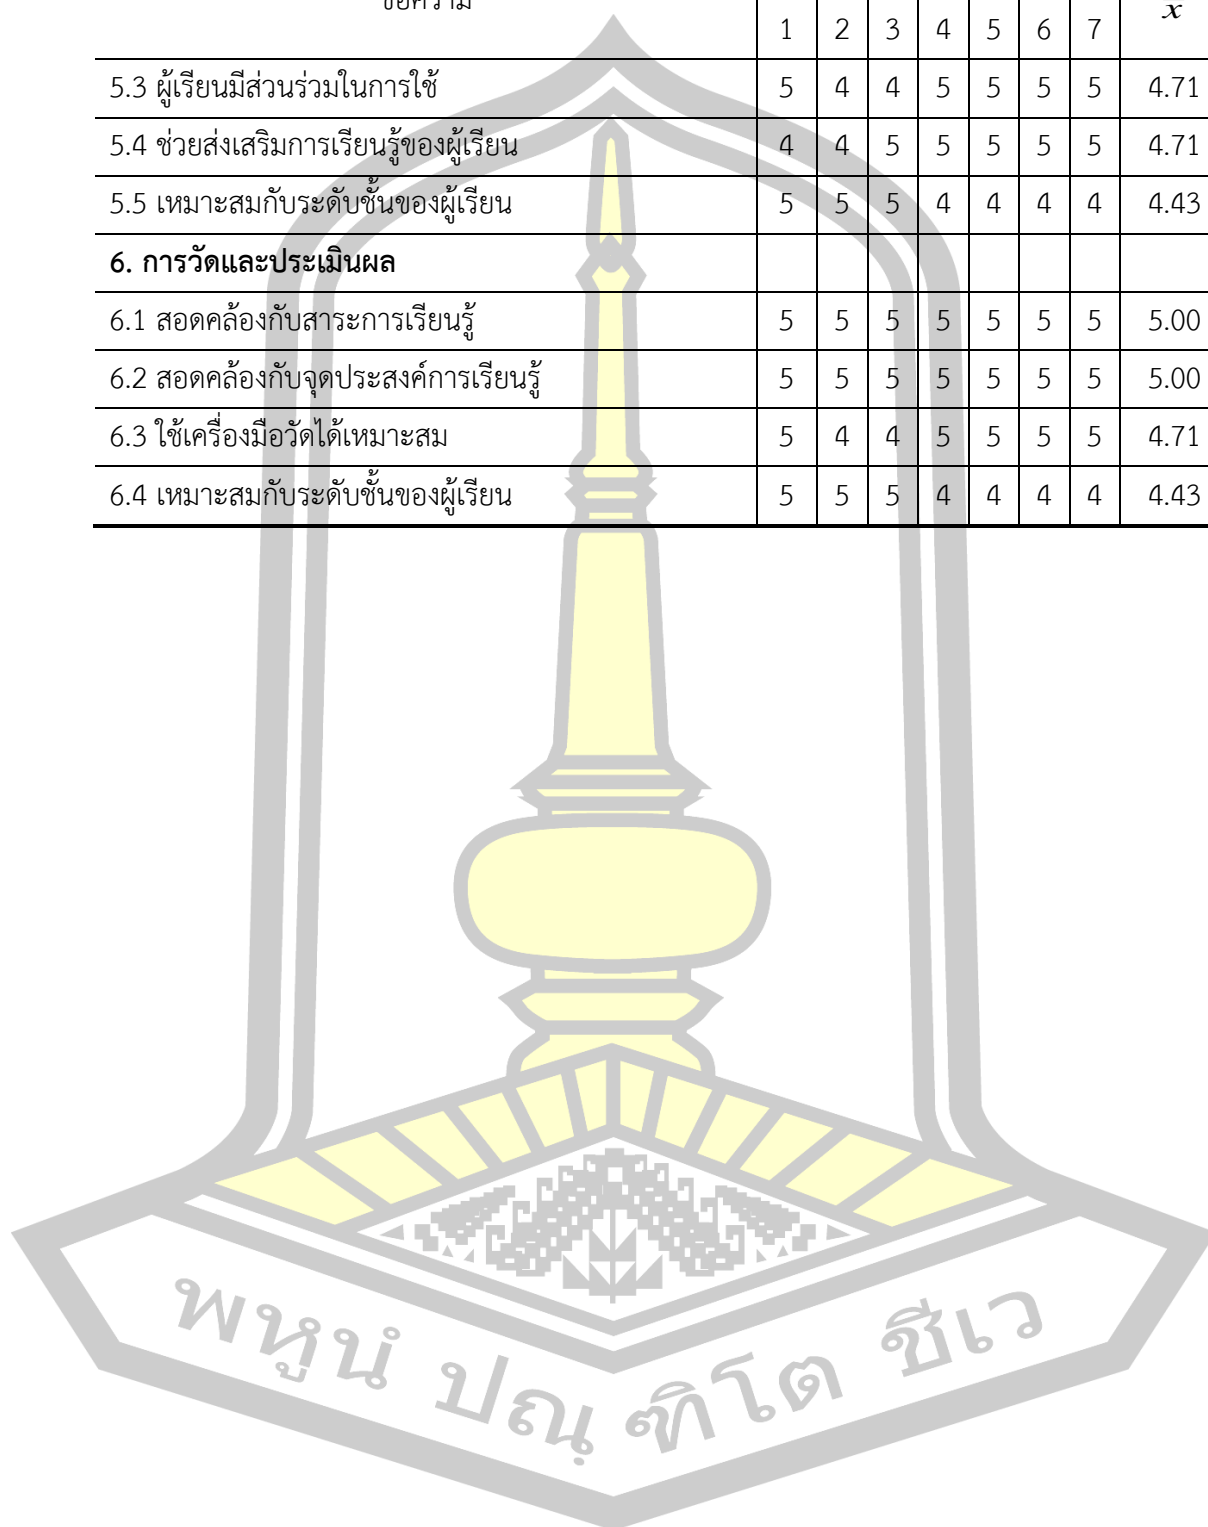 ข้อความ x̄
1 2 3 4 5 6 7
5.3 ผู้เรียนมีส่วนร่วมในการใช้ 5 4 4 5 5 5 5 4.71
5.4 ช่วยส่งเสริมการเรียนรู้ของผู้เรียน 4 4 5 5 5 5 5 4.71
5.5 เหมาะสมกับระดับชั้นของผู้เรียน 5 5 5 4 4 4 4 4.43
6. การวัดและประเมินผล
6.1 สอดคล้องกับสาระการเรียนรู้ 5 5 5 5 5 5 5 5.00
6.2 สอดคล้องกับจุดประสงค์การเรียนรู้ 5 5 5 5 5 5 5 5.00
6.3 ใช้เครื่องมือวัดได้เหมาะสม 5 4 4 5 5 5 5 4.71
6.4 เหมาะสมกับระดับชั้นของผู้เรียน 5 5 5 4 4 4 4 4.43
พหูนํ ปณฺฑิโต ชีเว